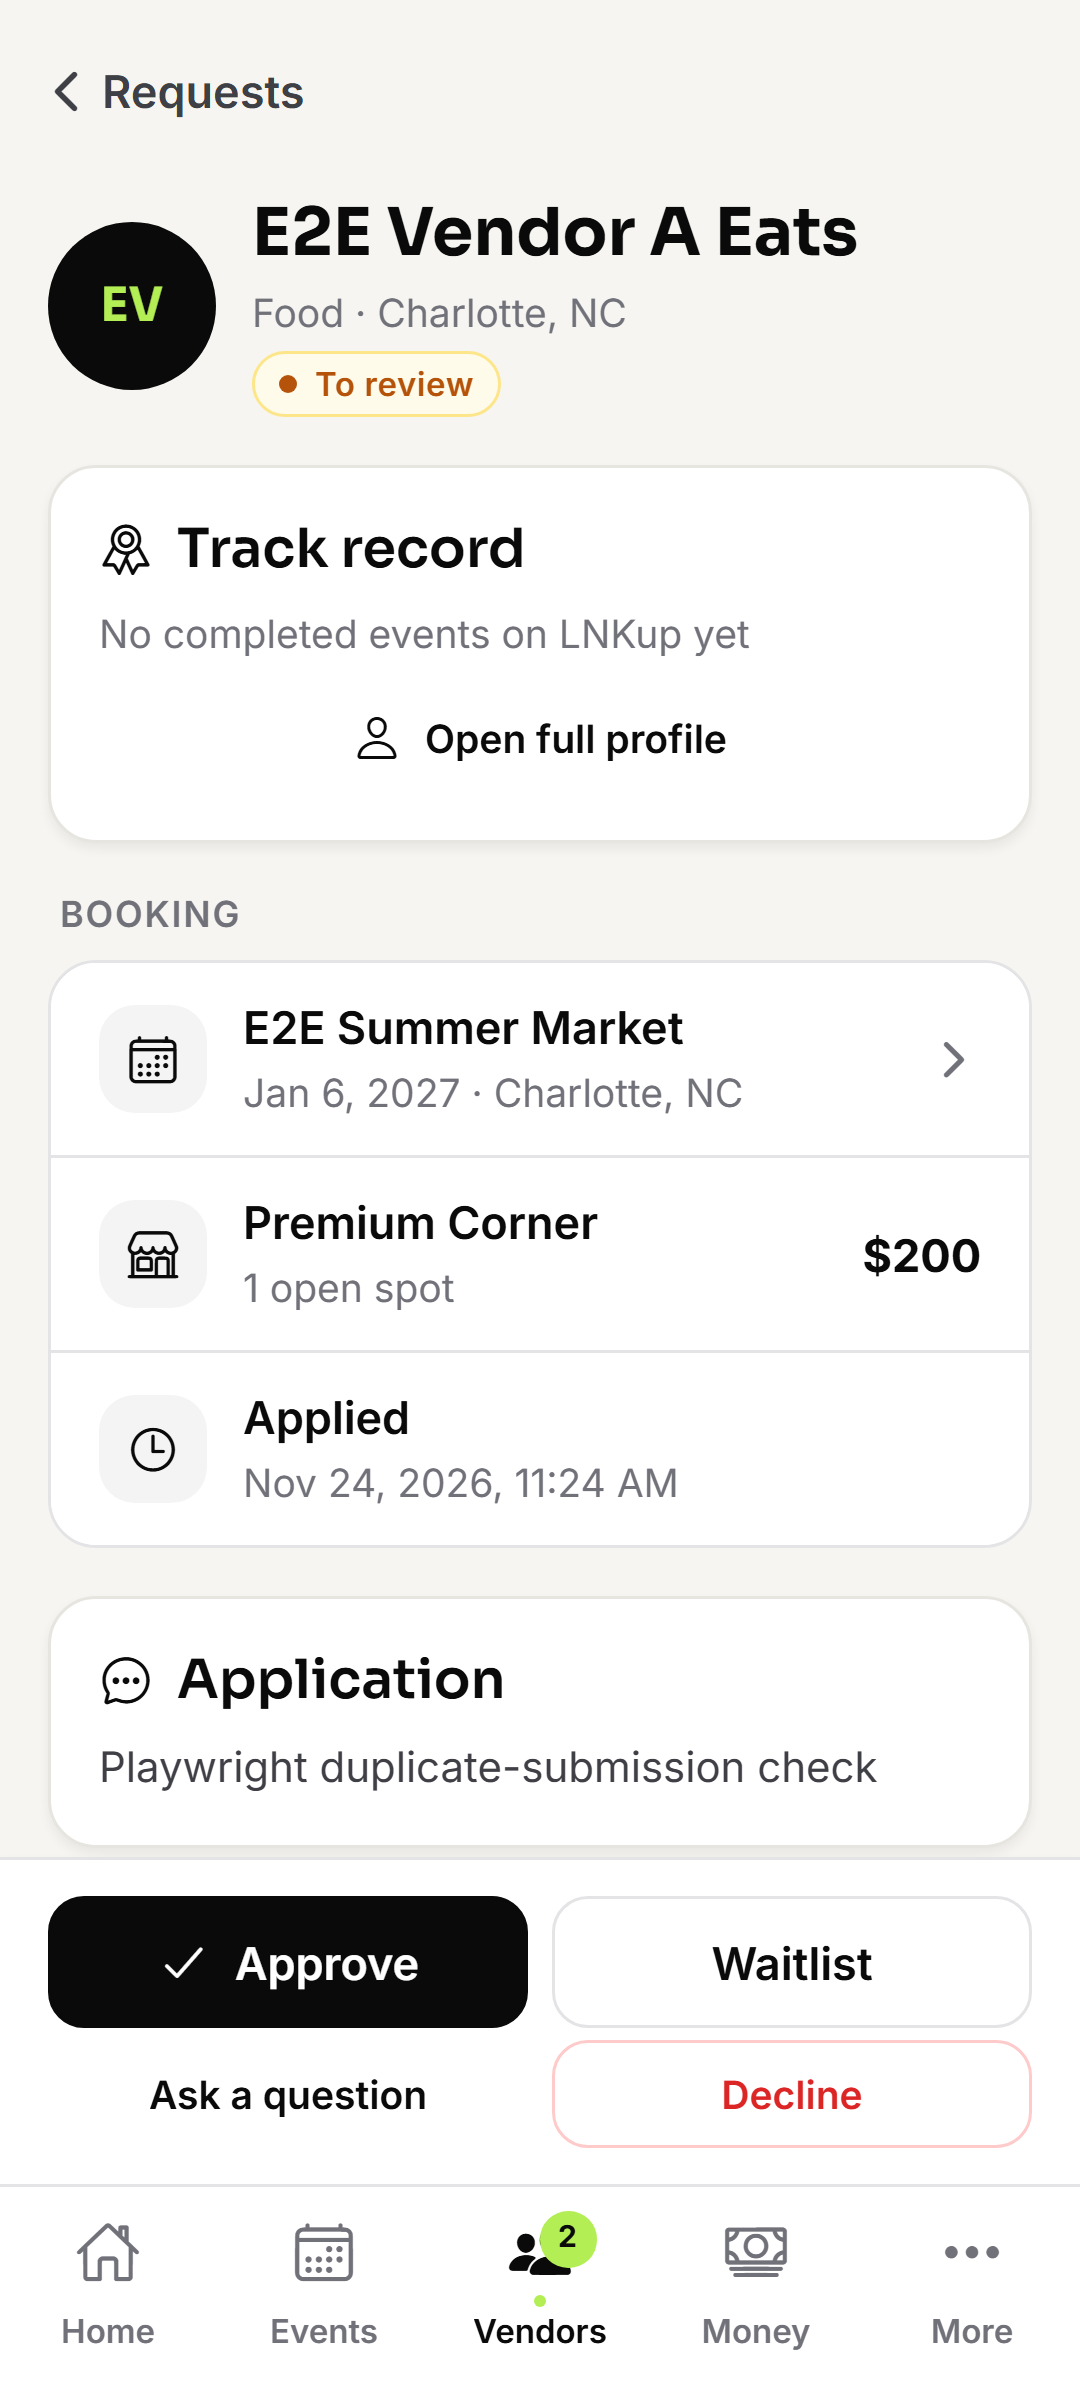 Requests
E2E Vendor A Eats
EV
Food · Charlotte, NC
To review
Track record
No completed events on LNKup yet
Open full profile
BOOKING
E2E Summer Market
Jan 6, 2027 · Charlotte, NC
Premium Corner
1 open spot
$200
Applied
Nov 24, 2026, 11:24 AM
Application
Playwright duplicate-submission check
Approve
Waitlist
Ask a question
Decline
2
Home
Events
Vendors
Money
More